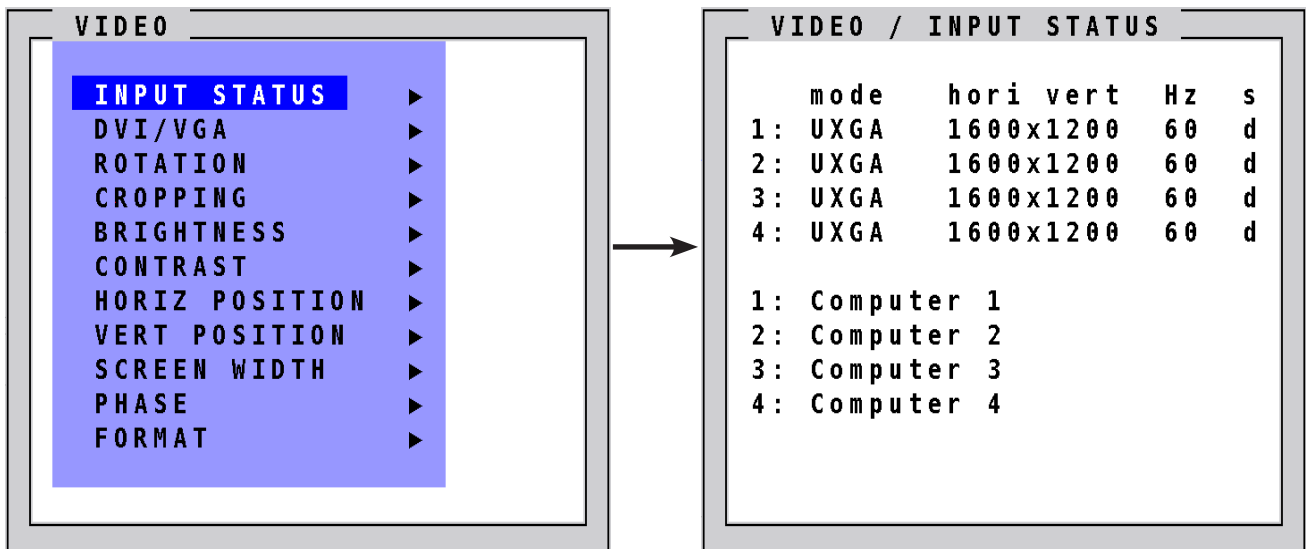 VIDEO
INPUT STATUS ▶
DVI/VGA ▶
ROTATION ▶
CROPPING ▶
BRIGHTNESS ▶
CONTRAST ▶
HORIZ POSITION ▶
VERT POSITION ▶
SCREEN WIDTH ▶
PHASE ▶
FORMAT ▶
VIDEO / INPUT STATUS
mode hori vert Hz s
1: UXGA 1600x1200 60 d
2: UXGA 1600x1200 60 d
3: UXGA 1600x1200 60 d
4: UXGA 1600x1200 60 d
1: Computer 1
2: Computer 2
3: Computer 3
4: Computer 4